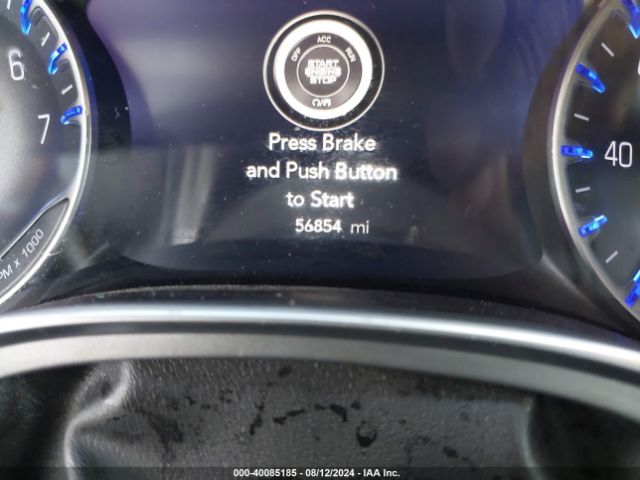 6
7
RPM x 1000
OFF
ACC
RUN
START
ENGINE
STOP
Press Brake
and Push Button
to Start
56854 mi
40
000-40085185 - 08/12/2024 - IAA Inc.